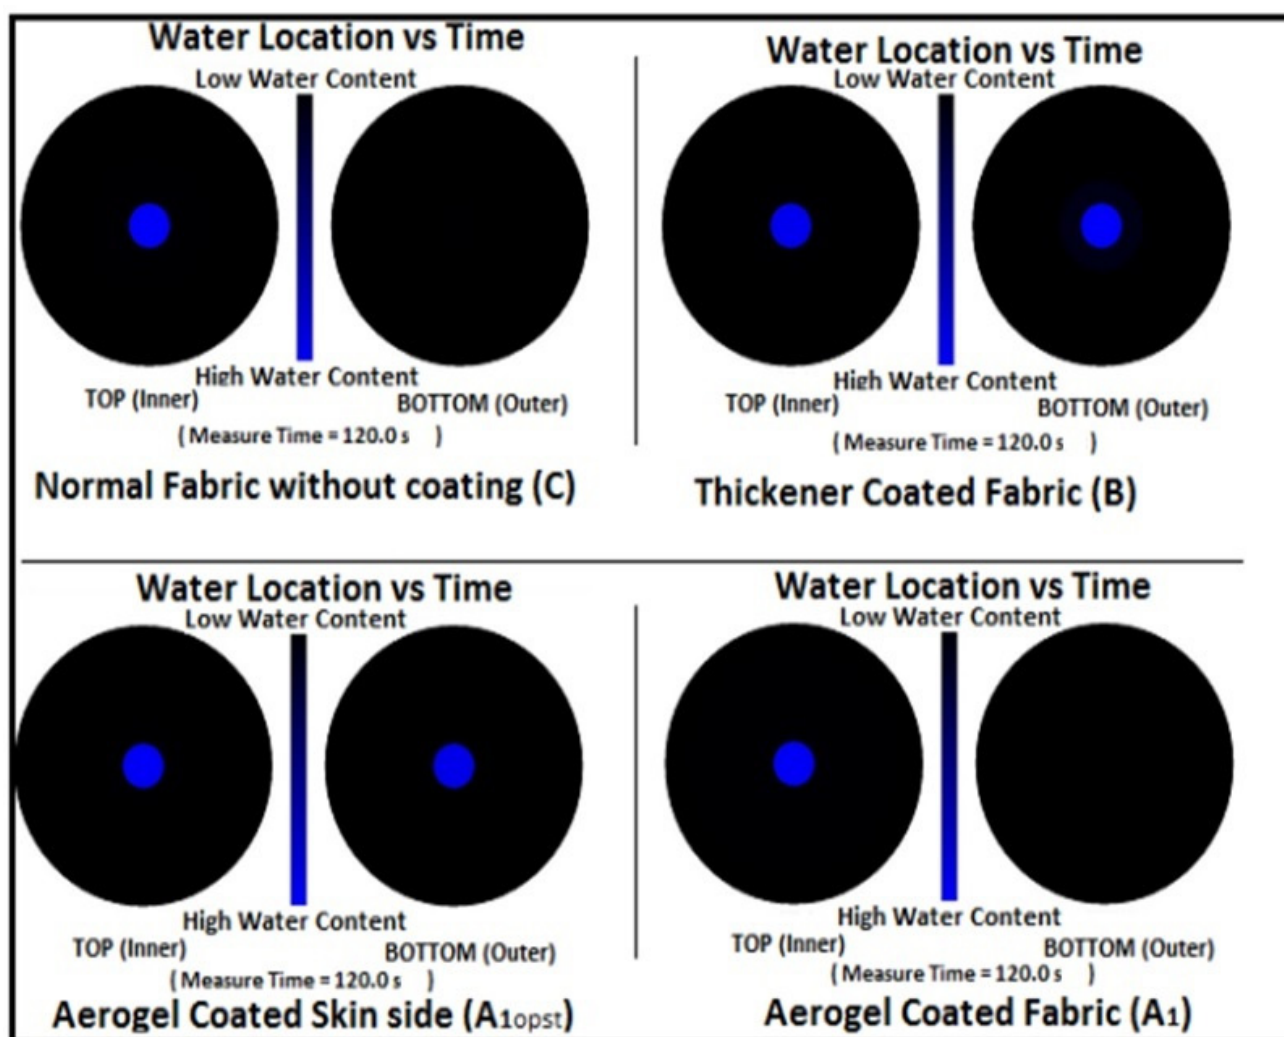 Water Location vs Time
Low Water Content
High Water Content
TOP (Inner)
BOTTOM (Outer)
( Measure Time = 120.0 s )
Normal Fabric without coating (C)
Water Location vs Time
Low Water Content
High Water Content
TOP (Inner)
BOTTOM (Outer)
( Measure Time = 120.0 s )
Thickener Coated Fabric (B)
Water Location vs Time
Low Water Content
High Water Content
TOP (Inner)
BOTTOM (Outer)
( Measure Time = 120.0 s )
Aerogel Coated Skin side (A1opst)
Water Location vs Time
Low Water Content
High Water Content
TOP (Inner)
BOTTOM (Outer)
( Measure Time = 120.0 s )
Aerogel Coated Fabric (A1)